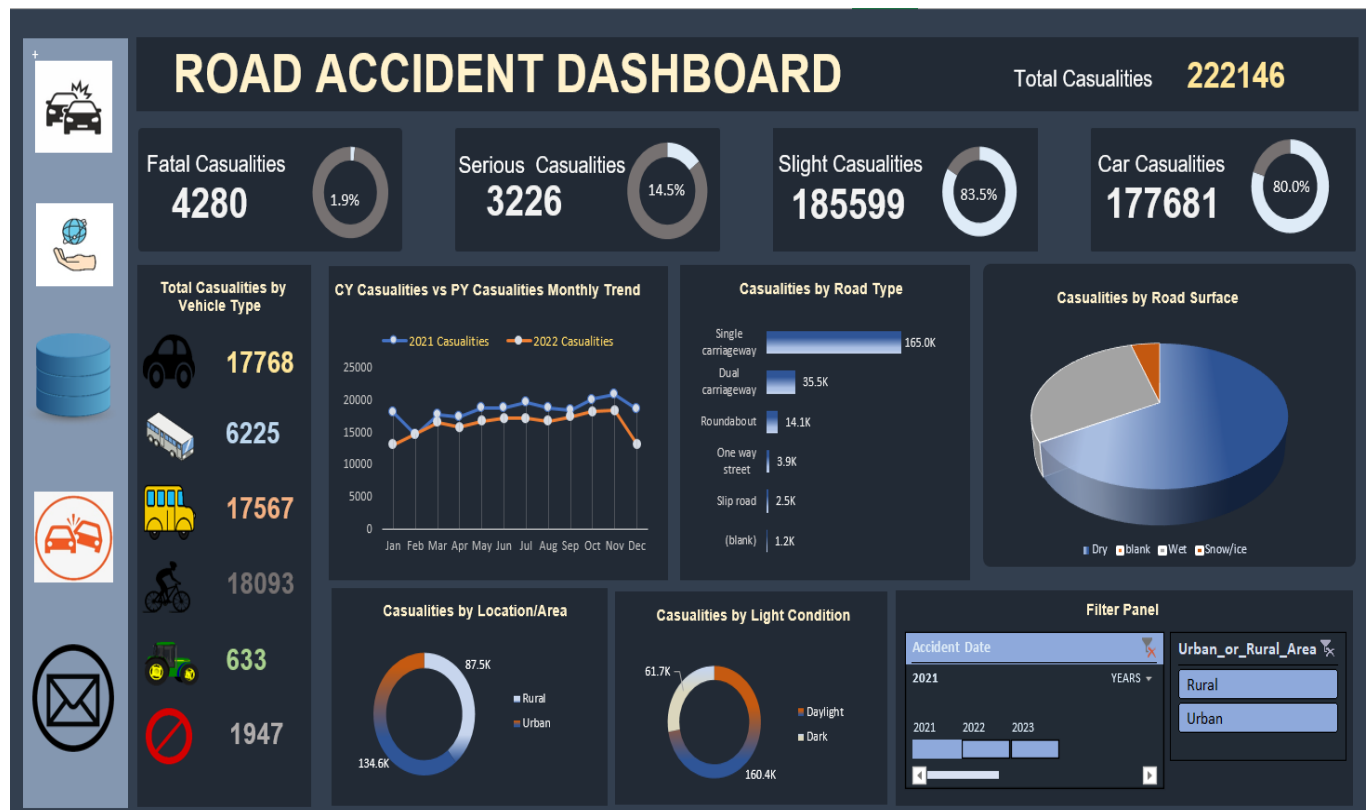 +
ROAD ACCIDENT DASHBOARD
Total Casualities 222146
Fatal Casualities
4280
1.9%
Serious Casualities
3226
14.5%
Slight Casualities
185599
83.5%
Car Casualities
177681
80.0%
Total Casualities by
Vehicle Type
17768
6225
17567
18093
633
1947
CY Casualities vs PY Casualities Monthly Trend
2021 Casualities 2022 Casualities
25000
20000
15000
10000
5000
0
Jan Feb Mar Apr May Jun Jul Aug Sep Oct Nov Dec
Casualities by Road Type
Single
carriageway
165.0K
Dual
carriageway
35.5K
Roundabout
14.1K
One way
street
3.9K
Slip road
2.5K
(blank)
1.2K
Casualities by Road Surface
Dry blank Wet Snow/ice
Casualities by Location/Area
87.5K
Rural
Urban
134.6K
Casualities by Light Condition
61.7K
Daylight
Dark
160.4K
Filter Panel
Accident Date
2021 YEARS
2021 2022 2023
Urban_or_Rural_Area
Rural
Urban